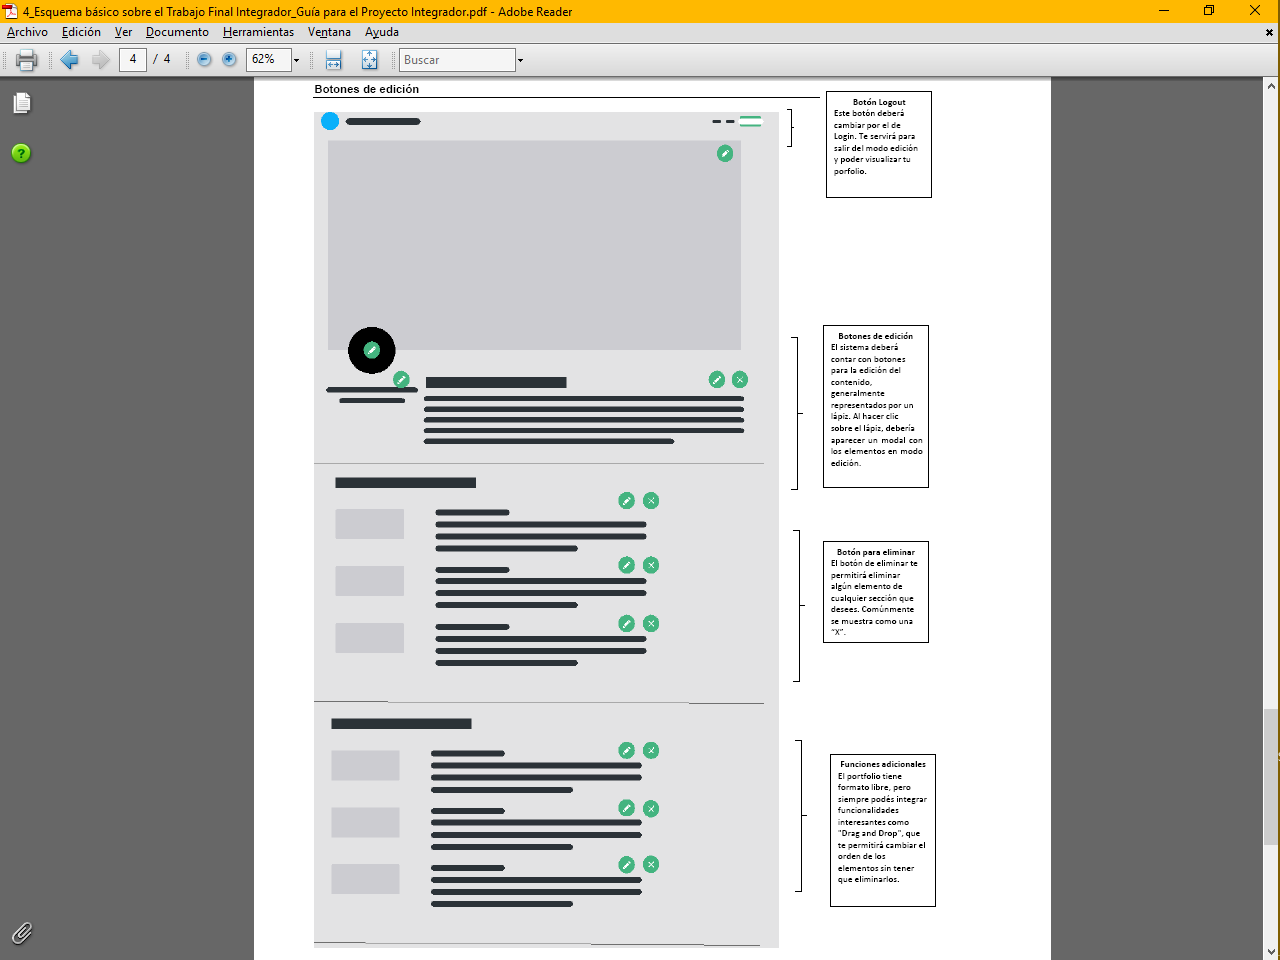 4_Esquema básico sobre el Trabajo Final Integrador_Guía para el Proyecto Integrador.pdf - Adobe Reader
Archivo Edición Ver Documento Herramientas Ventana Ayuda
4 / 4 62% Buscar
Botones de edición
Botón Logout
Este botón deberá
cambiar por el de
Login. Te servirá para
salir del modo edición
y poder visualizar tu
porfolio.
Botones de edición
El sistema deberá
contar con botones
para la edición del
contenido,
generalmente
representados por un
lápiz. Al hacer clic
sobre el lápiz, debería
aparecer un modal con
los elementos en modo
edición.
Botón para eliminar
El botón de eliminar te
permitirá eliminar
algún elemento de
cualquier sección que
desees. Comúnmente
se muestra como una
“X”.
Funciones adicionales
El portfolio tiene
formato libre, pero
siempre podés integrar
funcionalidades
interesantes como
"Drag and Drop", que
te permitirá cambiar el
orden de los
elementos sin tener
que eliminarlos.